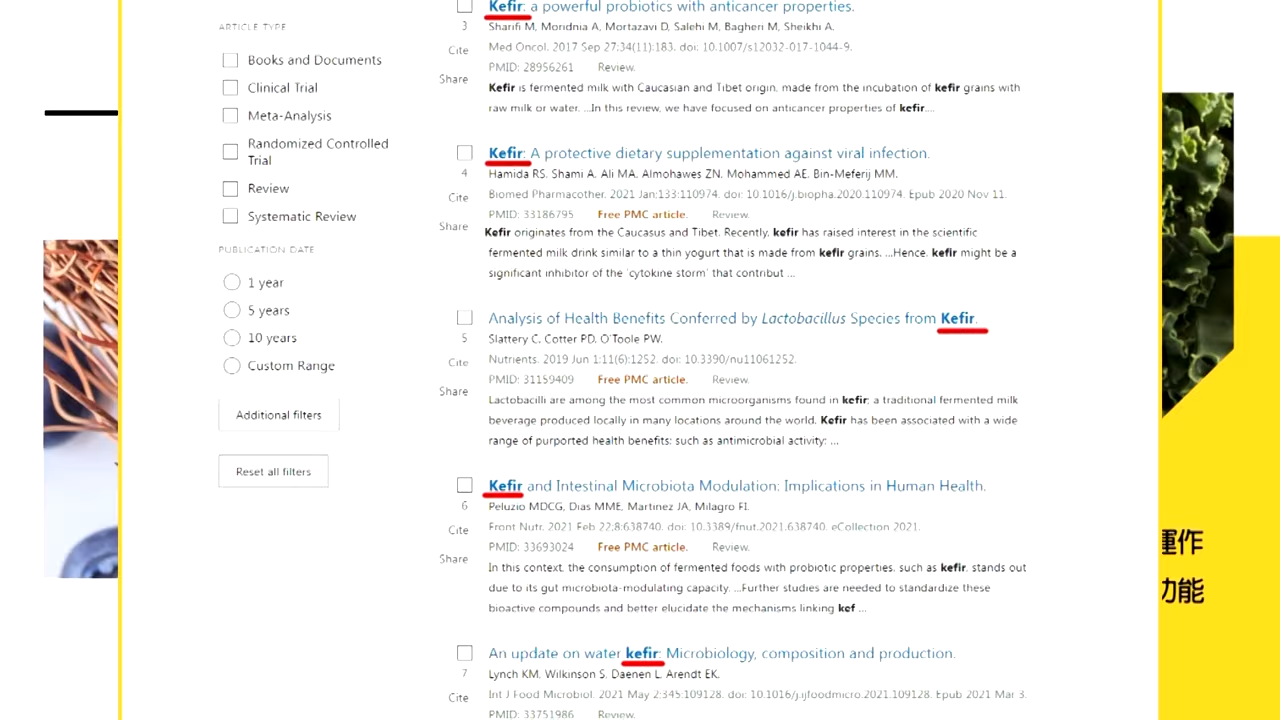 ARTICLE TYPE
Books and Documents
Clinical Trial
Meta-Analysis
Randomized Controlled
Trial
Review
Systematic Review
PUBLICATION DATE
1 year
5 years
10 years
Custom Range
Additional filters
Reset all filters
Kefir: a powerful probiotics with anticancer properties.
3
Sharifi M, Moridnia A, Mortazavi D, Salehi M, Bagheri M, Sheikhi A.
Cite
Med Oncol. 2017 Sep 27;34(11):183. doi: 10.1007/s12032-017-1044-9.
PMID: 28956261 Review.
Share
Kefir is fermented milk with Caucasian and Tibet origin, made from the incubation of kefir grains with
raw milk or water. ...In this review, we have focused on anticancer properties of kefir....
Kefir: A protective dietary supplementation against viral infection.
4
Hamida RS, Shami A, Ali MA, Almohawes ZN, Mohammed AE, Bin-Meferij MM.
Cite
Biomed Pharmacother. 2021 Jan;133:110974. doi: 10.1016/j.biopha.2020.110974. Epub 2020 Nov 11.
PMID: 33186795 Free PMC article. Review.
Share
Kefir originates from the Caucasus and Tibet. Recently, kefir has raised interest in the scientific
fermented milk drink similar to a thin yogurt that is made from kefir grains. ...Hence, kefir might be a
significant inhibitor of the 'cytokine storm' that contribut ...
Analysis of Health Benefits Conferred by Lactobacillus Species from Kefir.
5
Slattery C, Cotter PD, O'Toole PW.
Cite
Nutrients. 2019 Jun 1;11(6):1252. doi: 10.3390/nu11061252.
PMID: 31159409 Free PMC article. Review.
Share
Lactobacilli are among the most common microorganisms found in kefir; a traditional fermented milk
beverage produced locally in many locations around the world. Kefir has been associated with a wide
range of purported health benefits; such as antimicrobial activity; ...
Kefir and Intestinal Microbiota Modulation: Implications in Human Health.
6
Peluzio MDCG, Dias MME, Martinez JA, Milagro FI.
Cite
Front Nutr. 2021 Feb 22;8:638740. doi: 10.3389/fnut.2021.638740. eCollection 2021.
PMID: 33693024 Free PMC article. Review.
Share
In this context, the consumption of fermented foods with probiotic properties, such as kefir, stands out
due to its gut microbiota-modulating capacity. ...Further studies are needed to standardize these
bioactive compounds and better elucidate the mechanisms linking kef ...
An update on water kefir: Microbiology, composition and production.
7
Lynch KM, Wilkinson S, Daenen L, Arendt EK.
Cite
Int J Food Microbiol. 2021 May 2;345:109128. doi: 10.1016/j.ijfoodmicro.2021.109128. Epub 2021 Mar 3.
PMID: 33751986 Review.
運作
功能